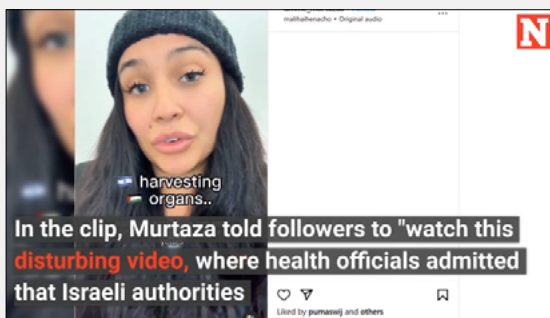 malihahenacho • Original audio
N
harvesting
organs..
In the clip, Murtaza told followers to "watch this
disturbing video, where health officials admitted
that Israeli authorities
Liked by purnaswij and others